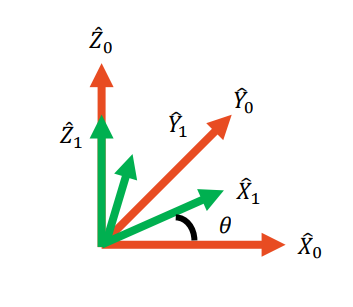 Ẑ₀
Ŷ₀
Ŷ₁
Ẑ₁
X̂₁
θ
X̂₀